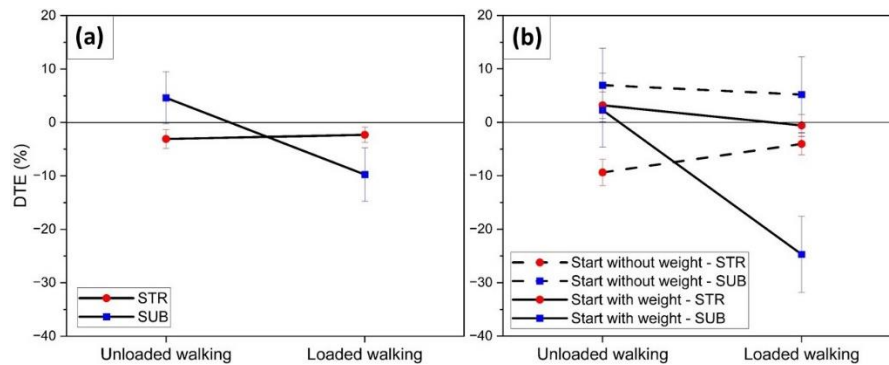 (a)
20
10
0
−10
−20
−30
−40
DTE (%)
STR
SUB
Unloaded walking
Loaded walking
(b)
20
10
0
−10
−20
−30
−40
Start without weight - STR
Start without weight - SUB
Start with weight - STR
Start with weight - SUB
Unloaded walking
Loaded walking